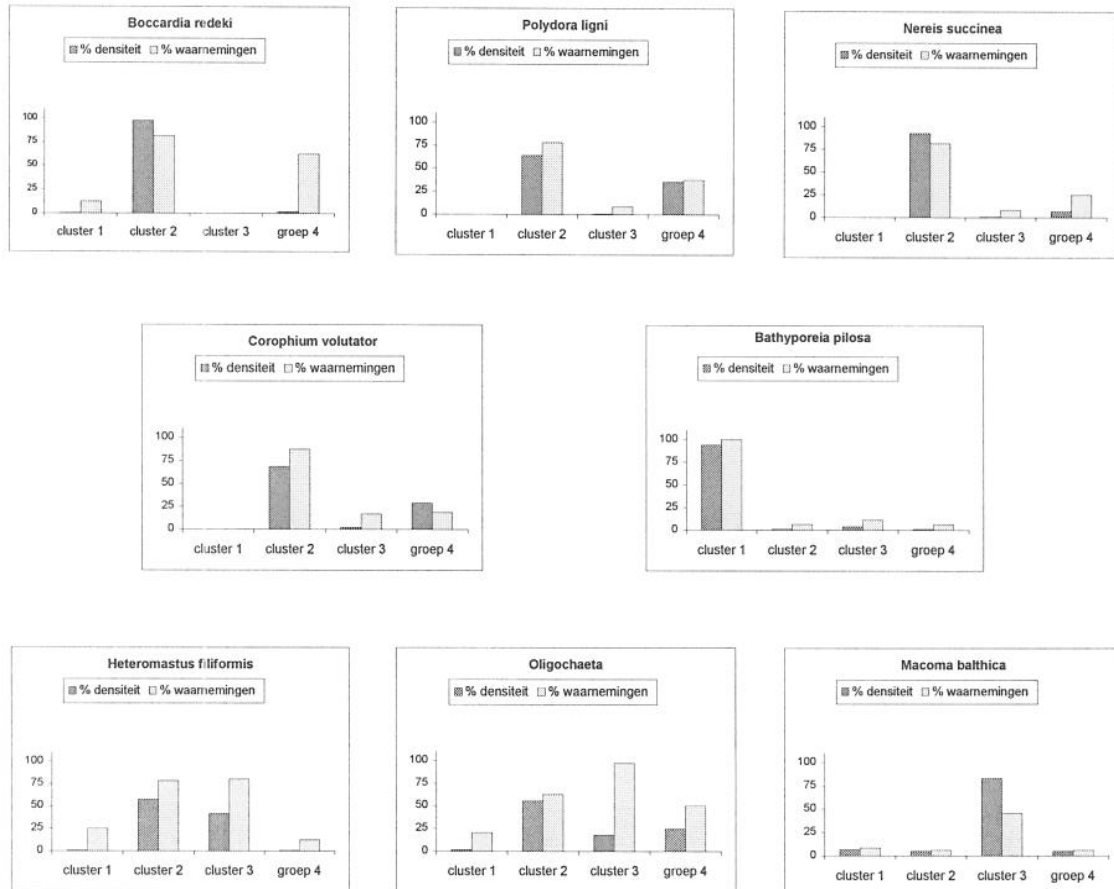 Boccardia redeki
% densiteit % waarnemingen
100
75
50
25
0
cluster 1 cluster 2 cluster 3 groep 4
Polydora ligni
% densiteit % waarnemingen
100
75
50
25
0
cluster 1 cluster 2 cluster 3 groep 4
Nereis succinea
% densiteit % waarnemingen
100
75
50
25
0
cluster 1 cluster 2 cluster 3 groep 4
Corophium volutator
% densiteit % waarnemingen
100
75
50
25
0
cluster 1 cluster 2 cluster 3 groep 4
Bathyporeia pilosa
% densiteit % waarnemingen
100
75
50
25
0
cluster 1 cluster 2 cluster 3 groep 4
Heteromastus filiformis
% densiteit % waarnemingen
100
75
50
25
0
cluster 1 cluster 2 cluster 3 groep 4
Oligochaeta
% densiteit % waarnemingen
100
75
50
25
0
cluster 1 cluster 2 cluster 3 groep 4
Macoma balthica
% densiteit % waarnemingen
100
75
50
25
0
cluster 1 cluster 2 cluster 3 groep 4